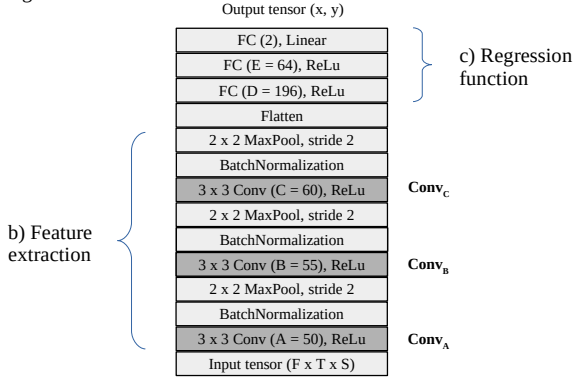 Output tensor (x, y)
FC (2), Linear
FC (E = 64), ReLu
FC (D = 196), ReLu
c) Regression
function
Flatten
2 x 2 MaxPool, stride 2
BatchNormalization
3 x 3 Conv (C = 60), ReLu
Conv_C
2 x 2 MaxPool, stride 2
b) Feature
extraction
BatchNormalization
3 x 3 Conv (B = 55), ReLu
Conv_B
2 x 2 MaxPool, stride 2
BatchNormalization
3 x 3 Conv (A = 50), ReLu
Conv_A
Input tensor (F x T x S)